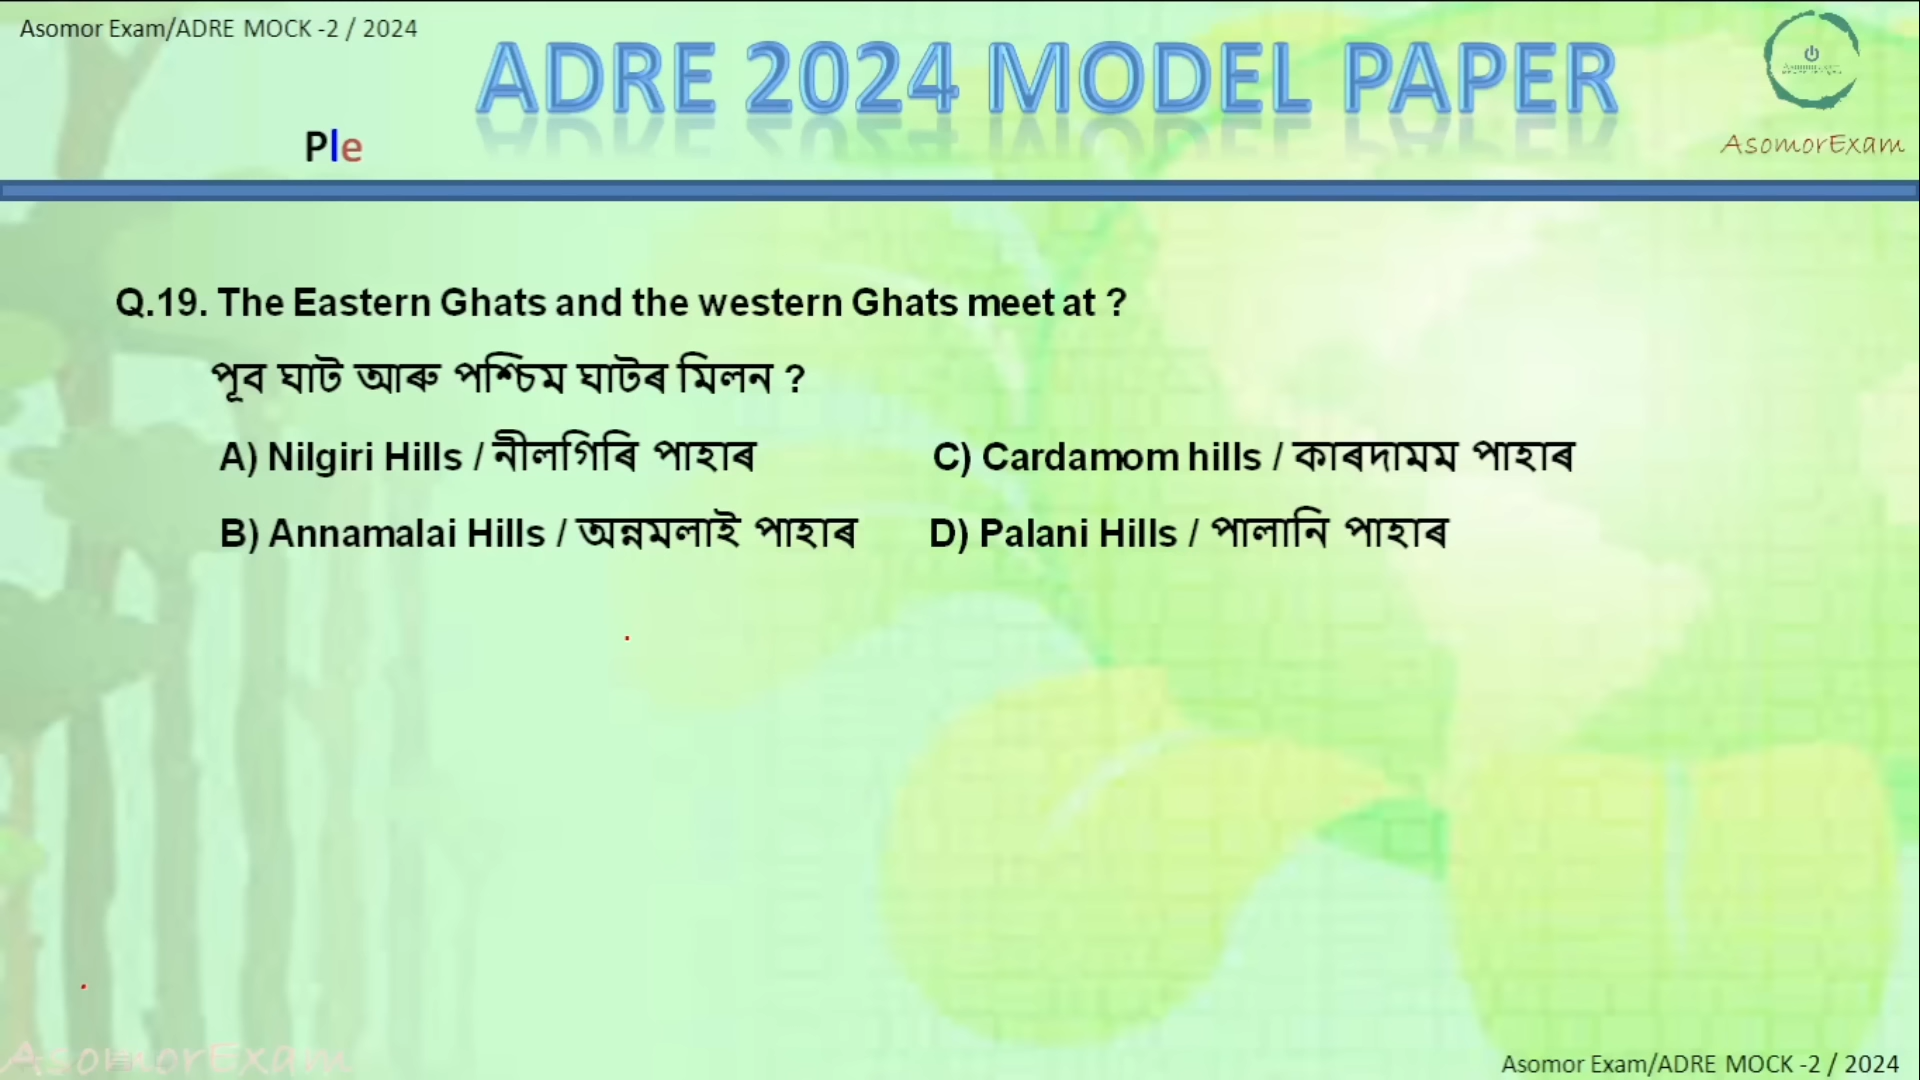 Asomor Exam/ADRE MOCK -2 / 2024
ADRE 2024 MODEL PAPER
Ple
AsomorExam
Q.19. The Eastern Ghats and the western Ghats meet at ?
পূব ঘাট আৰু পশ্চিম ঘাটৰ মিলন ?
A) Nilgiri Hills / নীলগিৰি পাহাৰ
C) Cardamom hills / কাৰদামম পাহাৰ
B) Annamalai Hills / অন্নমলাই পাহাৰ
D) Palani Hills / পালানি পাহাৰ
AsomorExam
Asomor Exam/ADRE MOCK -2 / 2024